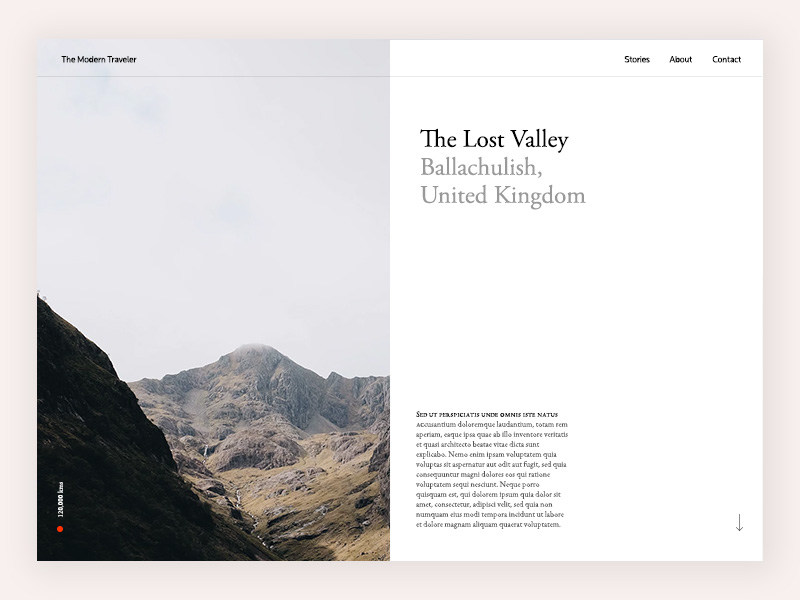 The Modern Traveler
Stories About Contact
The Lost Valley
Ballachulish,
United Kingdom
Sed ut perspiciatis unde omnis iste natus
accusantium doloremque laudantium, totam rem
aperiam, eaque ipsa quae ab illo inventore veritatis
et quasi architecto beatae vitae dicta sunt
explicabo. Nemo enim ipsam voluptatem quia
voluptas sit aspernatur aut odit aut fugit, sed quia
consequuntur magni dolores eos qui ratione
voluptatem sequi nesciunt. Neque porro
quisquam est, qui dolorem ipsum quia dolor sit
amet, consectetur, adipisci velit, sed quia non
numquam eius modi tempora incidunt ut labore
et dolore magnam aliquam quaerat voluptatem.
120,000 kms